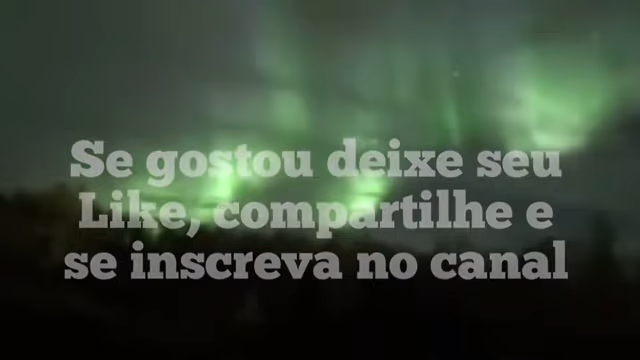 Se gostou deixe seu
Like, compartilhe e
se inscreva no canal